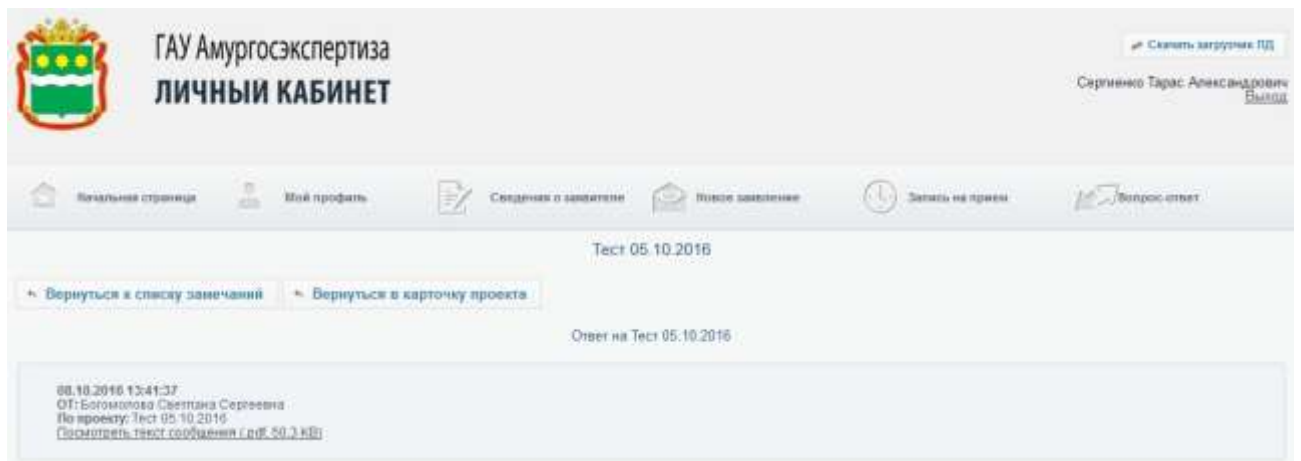 ГАУ Амургосэкспертиза
ЛИЧНЫЙ КАБИНЕТ
Скачать загрузчик ПД
Сергиенко Тарас Александрович
Выход
Начальная страница
Мой профиль
Сведения о заявителе
Новое заявление
Запись на прием
Вопрос-ответ
Тест 05.10.2016
Вернуться к списку замечаний
Вернуться в карточку проекта
Ответ на Тест 05.10.2016
08.10.2016 13:41:37
ОТ: Богомолова Светлана Сергеевна
По проекту: Тест 05.10.2016
Посмотреть текст сообщения (.pdf, 50.3 KB)